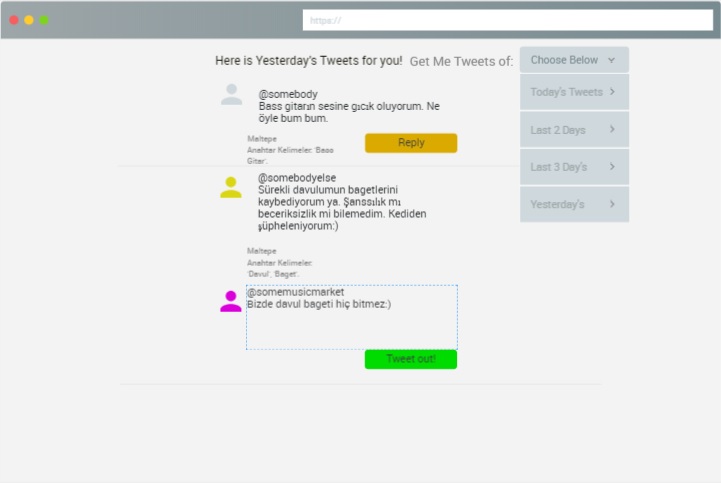 https://
Here is Yesterday's Tweets for you! Get Me Tweets of:
Choose Below
Today's Tweets
Last 2 Days
Last 3 Day's
Yesterday's
@somebody
Bass gitarın sesine gıcık oluyorum. Ne
öyle bum bum.
Maltepe
Anahtar Kelimeler: 'Bass
Gitar'.
Reply
@somebodyelse
Sürekli davulumun bagetlerini
kaybediyorum ya. Şanssılık mı
beceriksizlik mi bilemedim. Kediden
şüpheleniyorum:)
Maltepe
Anahtar Kelimeler:
'Davul', 'Baget'.
@somemusicmarket
Bizde davul bageti hiç bitmez:)
Tweet out!